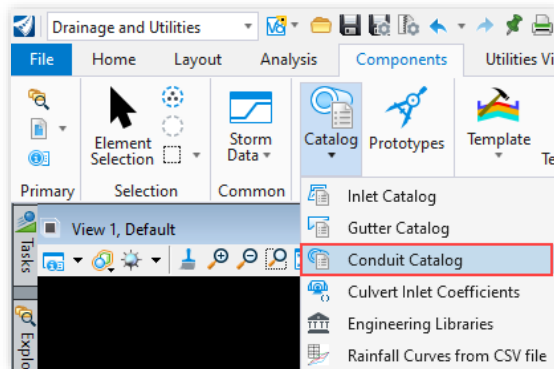 Drainage and Utilities
File Home Layout Analysis Components Utilities Vi
Element Selection
Storm Data
Catalog
Prototypes
Template
Te
Primary Selection Common
Inlet Catalog
Gutter Catalog
Conduit Catalog
Culvert Inlet Coefficients
Engineering Libraries
Rainfall Curves from CSV file
View 1, Default
Tasks
Explo